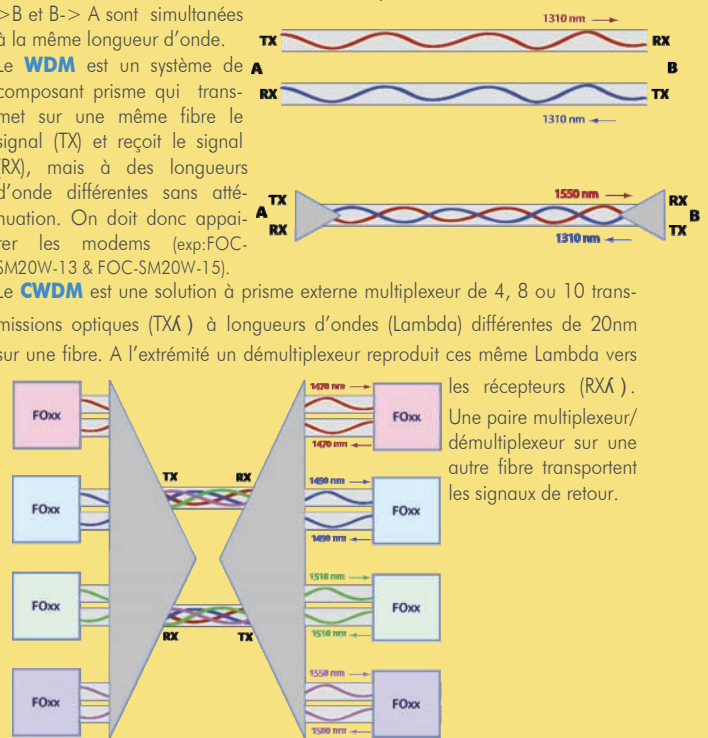 >B et B-> A sont simultanées
à la même longueur d'onde.
Le WDM est un système de
composant prisme qui trans-
met sur une même fibre le
signal (TX) et reçoit le signal
(RX), mais à des longueurs
d'onde différentes sans atté-
nuation. On doit donc appai-
rer les modems (exp:FOC-
SM20W-13 & FOC-SM20W-15).
1310 nm
TX RX
A B
RX TX
1310 nm
1550 nm
TX RX
A B
RX TX
1310 nm
Le CWDM est une solution à prisme externe multiplexeur de 4, 8 ou 10 trans-
missions optiques (TXʎ ) à longueurs d'ondes (Lambda) différentes de 20nm
sur une fibre. A l'extrémité un démultiplexeur reproduit ces même Lambda vers
les récepteurs (RXʎ ).
Une paire multiplexeur/
démultiplexeur sur une
autre fibre transportent
les signaux de retour.
1470 nm
FOxx FOxx
1470 nm
TX RX
1490 nm
FOxx FOxx
1490 nm
1510 nm
FOxx FOxx
1510 nm
RX TX
1550 nm
FOxx FOxx